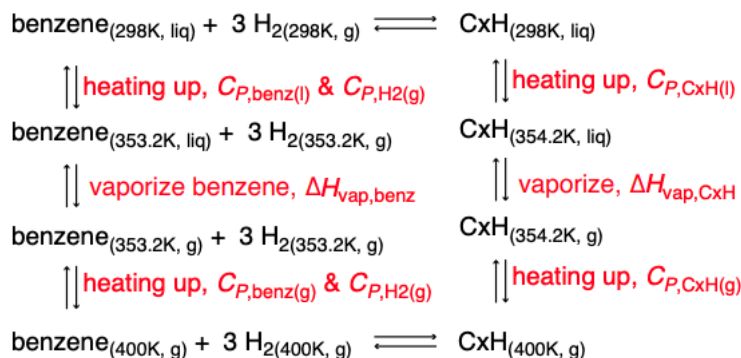 benzene(298K, liq) + 3 H2(298K, g) ⇌ CxH(298K, liq)
heating up, CP,benz(l) & CP,H2(g) heating up, CP,CxH(l)
benzene(353.2K, liq) + 3 H2(353.2K, g) CxH(354.2K, liq)
vaporize benzene, ΔHvap,benz vaporize, ΔHvap,CxH
benzene(353.2K, g) + 3 H2(353.2K, g) CxH(354.2K, g)
heating up, CP,benz(g) & CP,H2(g) heating up, CP,CxH(g)
benzene(400K, g) + 3 H2(400K, g) ⇌ CxH(400K, g)